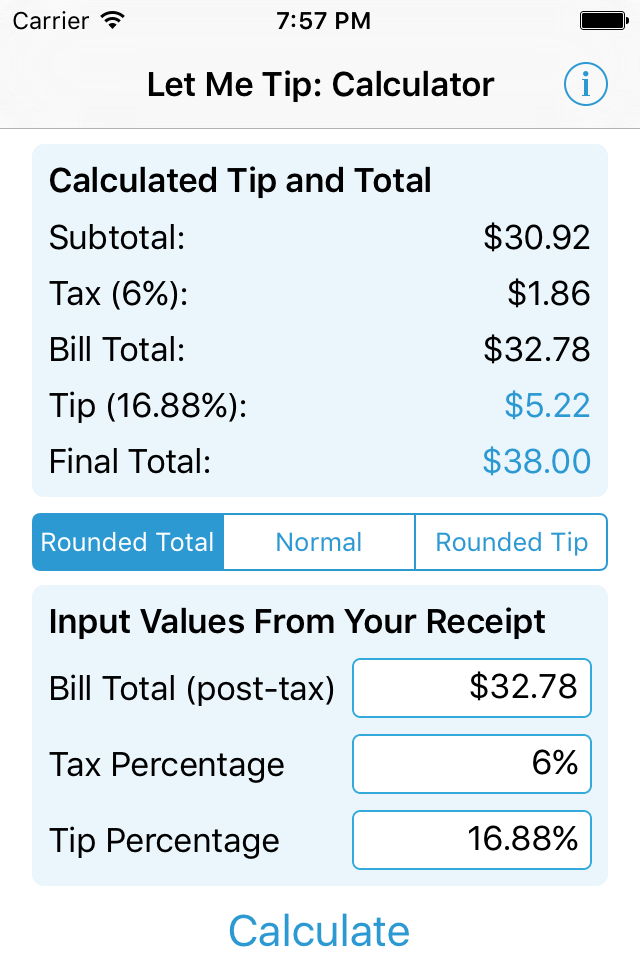 Carrier 7:57 PM
Let Me Tip: Calculator i
Calculated Tip and Total
Subtotal: $30.92
Tax (6%): $1.86
Bill Total: $32.78
Tip (16.88%): $5.22
Final Total: $38.00
Rounded Total Normal Rounded Tip
Input Values From Your Receipt
Bill Total (post-tax) $32.78
Tax Percentage 6%
Tip Percentage 16.88%
Calculate